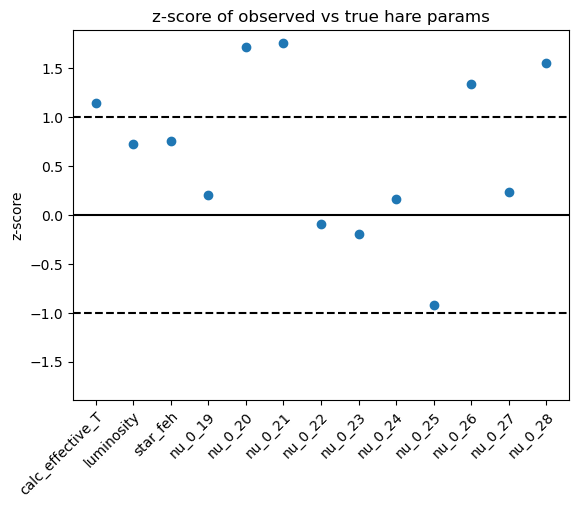 z-score of observed vs true hare params
z-score
1.5
1.0
0.5
0.0
−0.5
−1.0
−1.5
calc_effective_T
luminosity
star_feh
nu_0_19
nu_0_20
nu_0_21
nu_0_22
nu_0_23
nu_0_24
nu_0_25
nu_0_26
nu_0_27
nu_0_28